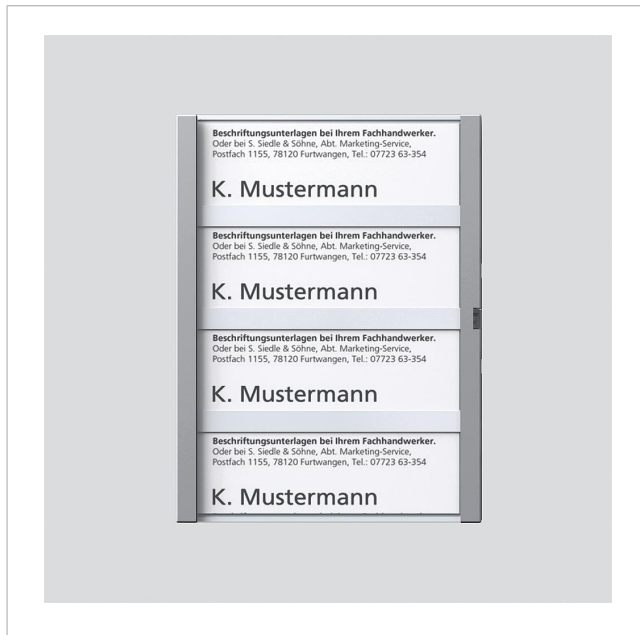 Beschriftungsunterlagen bei Ihrem Fachhandwerker.
Oder bei S. Siedle & Söhne, Abt. Marketing-Service,
Postfach 1155, 78120 Furtwangen, Tel.: 07723 63-354
K. Mustermann
Beschriftungsunterlagen bei Ihrem Fachhandwerker.
Oder bei S. Siedle & Söhne, Abt. Marketing-Service,
Postfach 1155, 78120 Furtwangen, Tel.: 07723 63-354
K. Mustermann
Beschriftungsunterlagen bei Ihrem Fachhandwerker.
Oder bei S. Siedle & Söhne, Abt. Marketing-Service,
Postfach 1155, 78120 Furtwangen, Tel.: 07723 63-354
K. Mustermann
Beschriftungsunterlagen bei Ihrem Fachhandwerker.
Oder bei S. Siedle & Söhne, Abt. Marketing-Service,
Postfach 1155, 78120 Furtwangen, Tel.: 07723 63-354
K. Mustermann